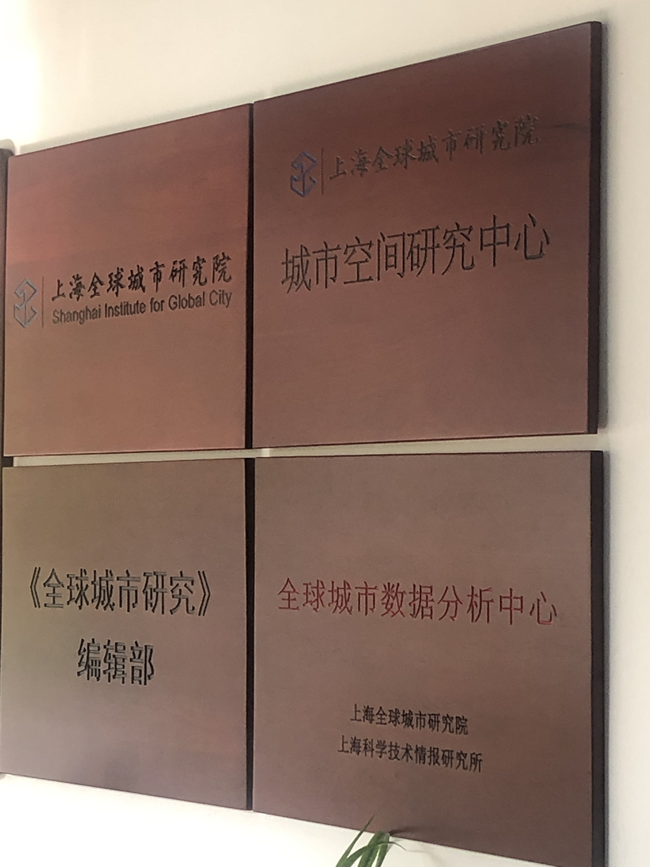 上海全球城市研究院
Shanghai Institute for Global City
上海全球城市研究院
城市空间研究中心
《全球城市研究》
编辑部
全球城市数据分析中心
上海全球城市研究院
上海科学技术情报研究所